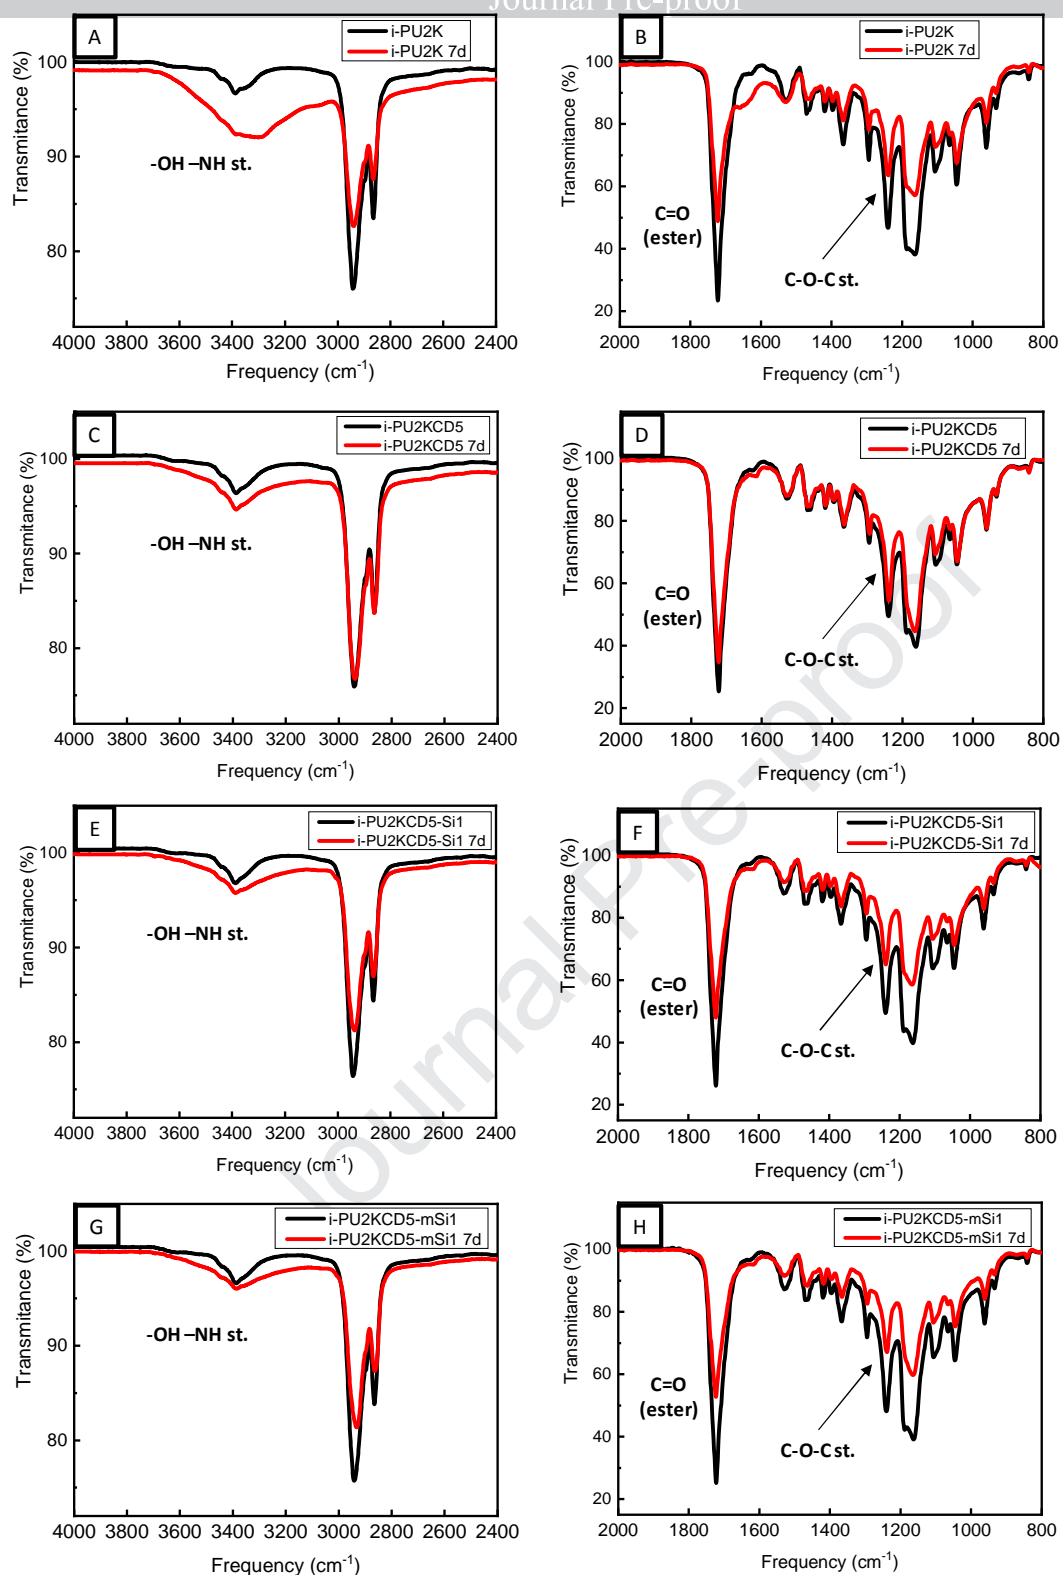 Journal Pre-proof
A
i-PU2K
i-PU2K 7d
Transmitance (%)
100
90
80
-OH –NH st.
4000 3800 3600 3400 3200 3000 2800 2600 2400
Frequency (cm-1)
B
i-PU2K
i-PU2K 7d
Transmitance (%)
100
80
60
40
20
C=O
(ester)
C-O-C st.
2000 1800 1600 1400 1200 1000 800
Frequency (cm-1)
C
i-PU2KCD5
i-PU2KCD5 7d
Transmitance (%)
100
90
80
-OH –NH st.
4000 3800 3600 3400 3200 3000 2800 2600 2400
Frequency (cm-1)
D
i-PU2KCD5
i-PU2KCD5 7d
Transmitance (%)
100
80
60
40
20
C=O
(ester)
C-O-C st.
2000 1800 1600 1400 1200 1000 800
Frequency (cm-1)
E
i-PU2KCD5-Si1
i-PU2KCD5-Si1 7d
Transmitance (%)
100
90
80
-OH –NH st.
4000 3800 3600 3400 3200 3000 2800 2600 2400
Frequency (cm-1)
F
i-PU2KCD5-Si1
i-PU2KCD5-Si1 7d
Transmitance (%)
100
80
60
40
20
C=O
(ester)
C-O-C st.
2000 1800 1600 1400 1200 1000 800
Frequency (cm-1)
G
i-PU2KCD5-mSi1
i-PU2KCD5-mSi1 7d
Transmitance (%)
100
90
80
-OH –NH st.
4000 3800 3600 3400 3200 3000 2800 2600 2400
Frequency (cm-1)
H
i-PU2KCD5-mSi1
i-PU2KCD5-mSi1 7d
Transmitance (%)
100
80
60
40
20
C=O
(ester)
C-O-C st.
2000 1800 1600 1400 1200 1000 800
Frequency (cm-1)
Journal Pre-proof